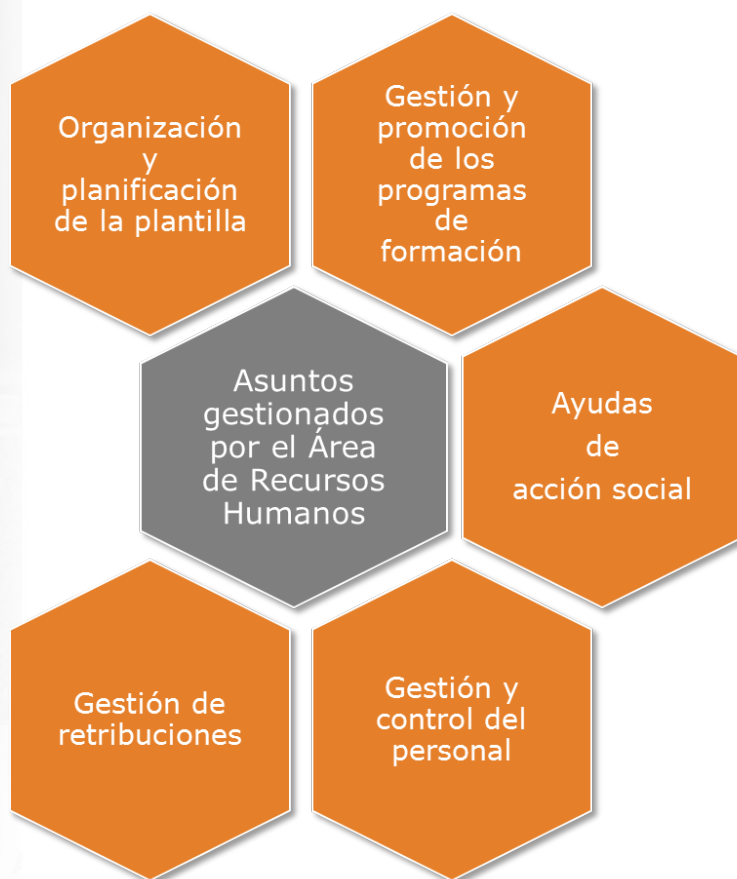 Organización
y
planificación
de la plantilla
Gestión y
promoción
de los
programas
de
formación
Asuntos
gestionados
por el Área
de Recursos
Humanos
Ayudas
de
acción social
Gestión de
retribuciones
Gestión y
control del
personal